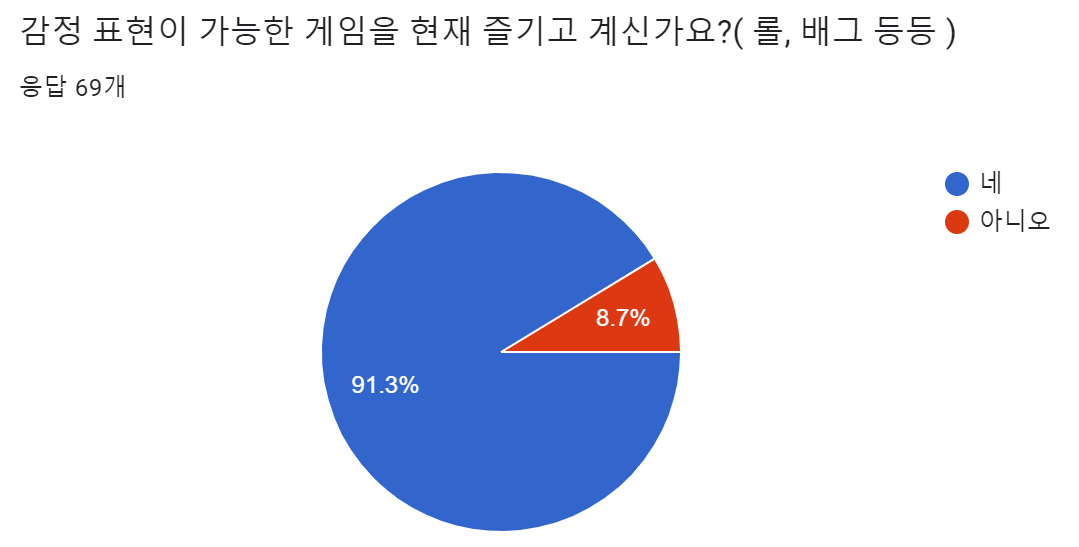 감정 표현이 가능한 게임을 현재 즐기고 계신가요?( 롤, 배그 등등 )
응답 69개
네
아니오
8.7%
91.3%